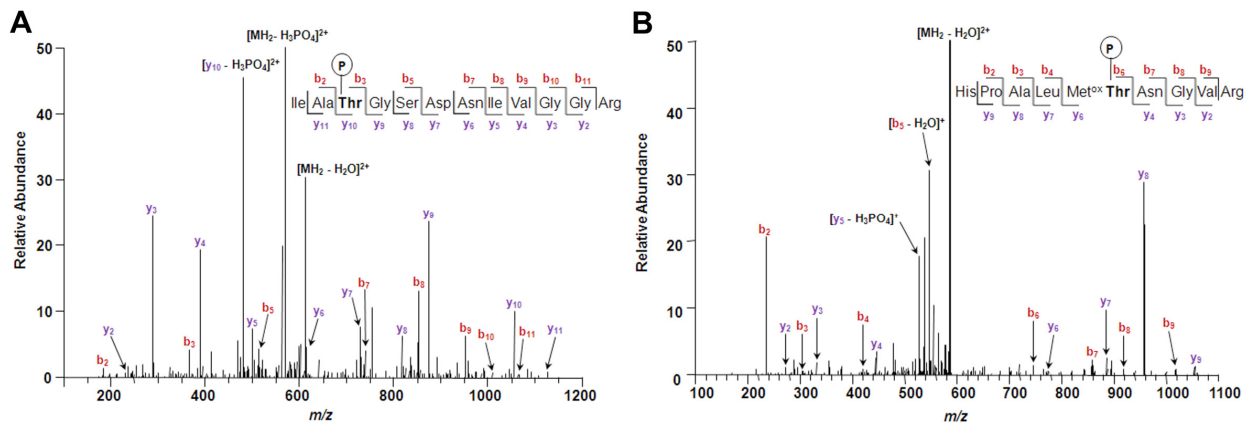 A
[MH₂- H₃PO₄]²⁺
[y₁₀ - H₃PO₄]²⁺
P
b₂ b₃ b₅ b₇ b₈ b₉ b₁₀ b₁₁
Ile Ala Thr Gly Ser Asp Asn Ile Val Gly Gly Arg
y₁₁ y₁₀ y₉ y₈ y₇ y₆ y₅ y₄ y₃ y₂
[MH₂ - H₂O]²⁺
y₃
y₉
y₄
b₇
b₈
y₇
y₁₀
y₅
b₅
y₆
y₈
b₉
b₃
b₁₀
b₁₁
y₁₁
y₂
b₂
50
40
30
20
10
0
Relative Abundance
200 400 600 800 1000 1200
m/z
B
[MH₂ - H₂O]²⁺
P
b₂ b₃ b₄ b₆ b₇ b₈ b₉
His Pro Ala Leu Metᵒˣ Thr Asn Gly Val Arg
y₉ y₈ y₇ y₆ y₄ y₃ y₂
[b₅ - H₂O]⁺
y₈
[y₅ - H₃PO₄]⁺
b₂
y₃
y₇
b₄
b₆
y₂
b₃
y₆
b₈
b₉
y₄
b₇
y₉
50
40
30
20
10
0
Relative Abundance
100 200 300 400 500 600 700 800 900 1000 1100
m/z